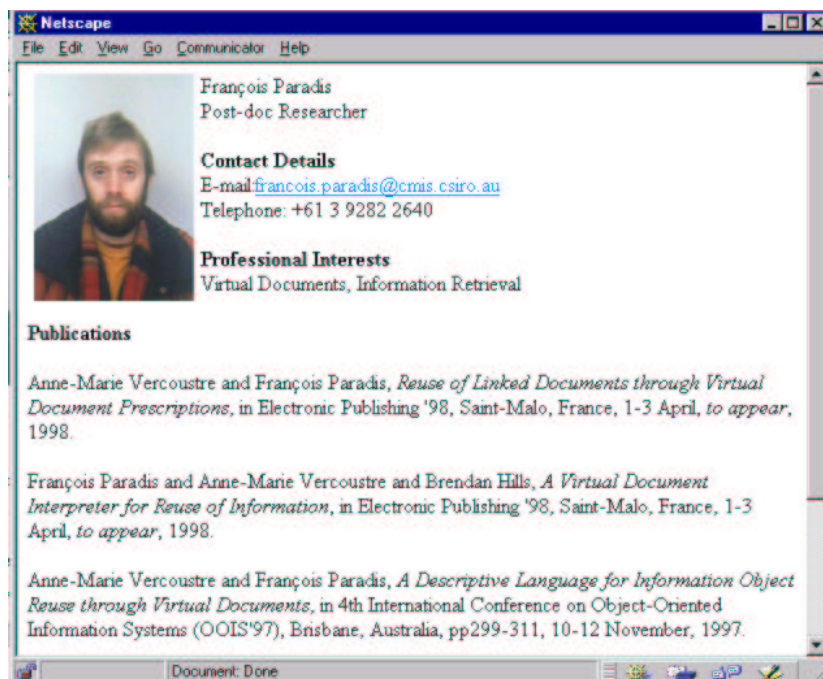 Netscape
File Edit View Go Communicator Help
François Paradis
Post-doc Researcher
Contact Details
E-mail:francois.paradis@cmis.csiro.au
Telephone: +61 3 9282 2640
Professional Interests
Virtual Documents, Information Retrieval
Publications
Anne-Marie Vercoustre and François Paradis, Reuse of Linked Documents through Virtual
Document Prescriptions, in Electronic Publishing '98, Saint-Malo, France, 1-3 April, to appear,
1998.
François Paradis and Anne-Marie Vercoustre and Brendan Hills, A Virtual Document
Interpreter for Reuse of Information, in Electronic Publishing '98, Saint-Malo, France, 1-3
April, to appear, 1998.
Anne-Marie Vercoustre and François Paradis, A Descriptive Language for Information Object
Reuse through Virtual Documents, in 4th International Conference on Object-Oriented
Information Systems (OOIS'97), Brisbane, Australia, pp299-311, 10-12 November, 1997.
Document: Done